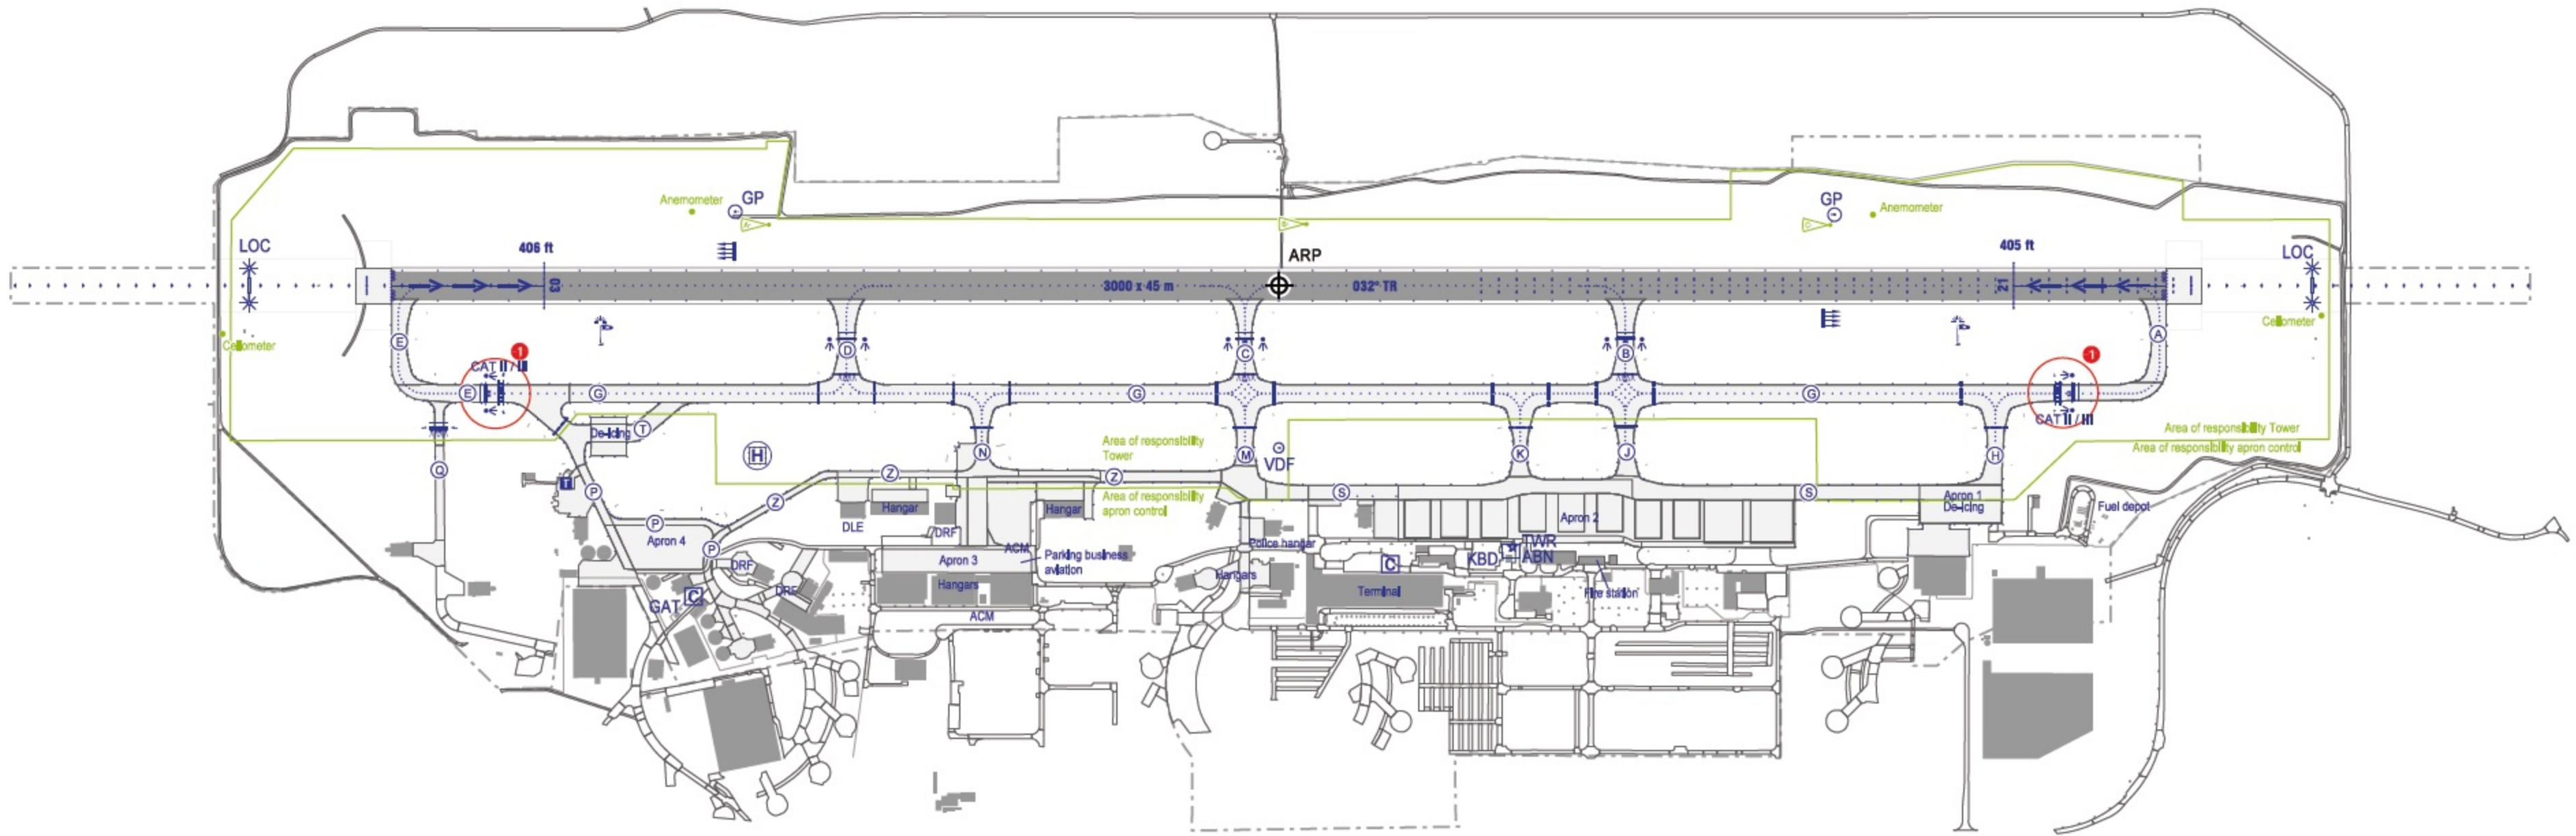 Anemometer
GP
A
B
GP
C
Anemometer
LOC
406 ft
ARP
405 ft
LOC
03
3000 x 45 m
032° TR
21
Ceilometer
Ceilometer
E
D
C
B
A
1
CAT II / III
1
CAT II / III
E
G
G
G
De-icing
T
H
Area of responsibility
Tower
Area of responsibility Tower
Area of responsibility apron control
Q
N
M
VDF
K
J
H
T
P
Z
Z
Z
S
S
Area of responsibility
apron control
Apron 1
De-icing
Fuel depot
Hangar
Hangar
DLE
DRF
P
Apron 4
P
Apron 2
Police hangar
TWR
KBD
ABN
ACM
Apron 3
Parking business
aviation
DRF
DRF
Hangars
Hangars
C
Terminal
Fire station
GAT
C
ACM